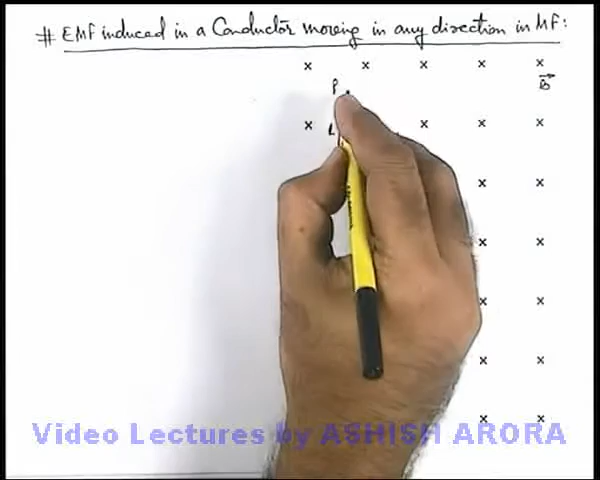 # EMF induced in a Conductor moving in any direction in MF:
x x x x x
B
P
L
x x x x
x x
x x
x x
x x
x x
Video Lectures by ASHISH ARORA